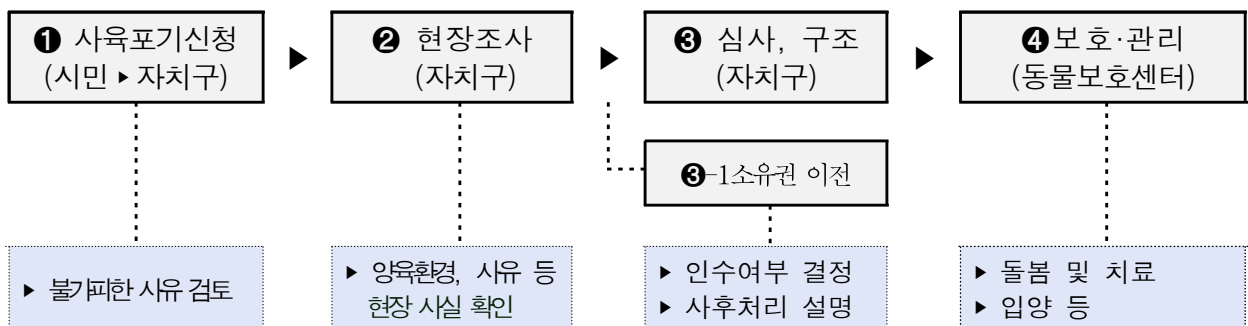 ❶ 사육포기신청
(시민 ▸ 자치구)
▶
❷ 현장조사
(자치구)
▶
❸ 심사, 구조
(자치구)
▶
❹보호·관리
(동물보호센터)
❸-1소유권 이전
▸ 불가피한 사유 검토
▸ 양육환경, 사유 등
현장 사실 확인
▸ 인수여부 결정
▸ 사후처리 설명
▸ 돌봄 및 치료
▸ 입양 등